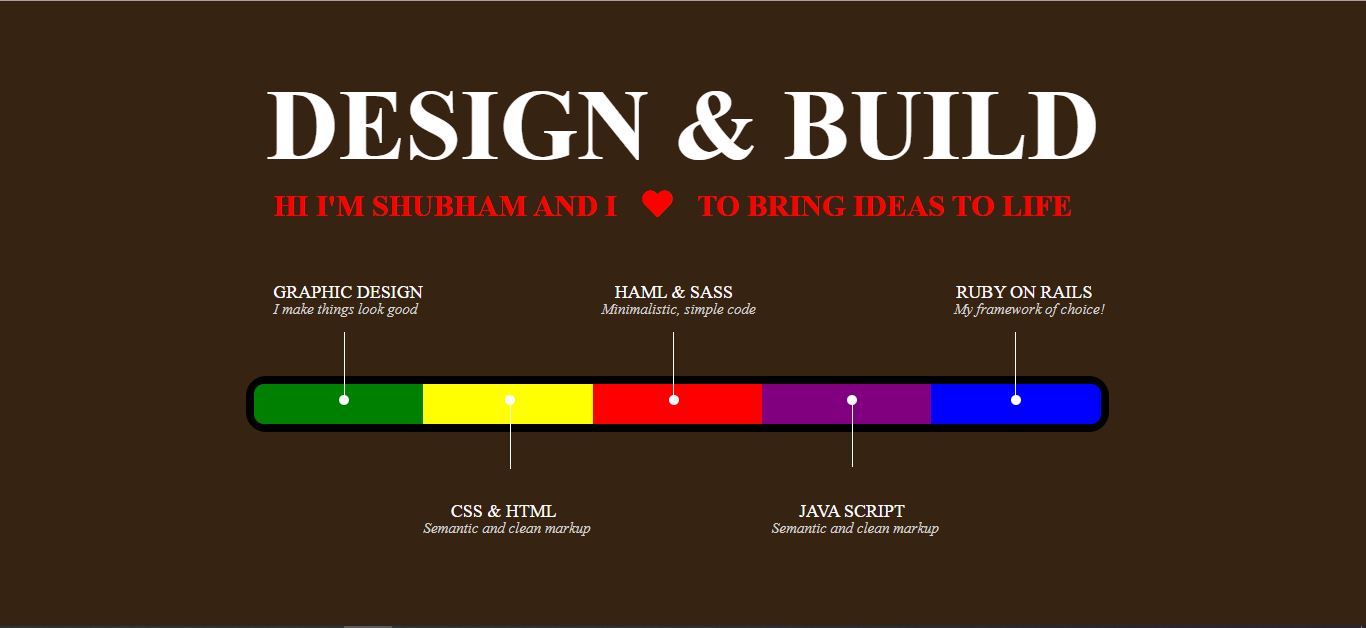 DESIGN & BUILD
HI I'M SHUBHAM AND I ♥ TO BRING IDEAS TO LIFE
GRAPHIC DESIGN
I make things look good
HAML & SASS
Minimalistic, simple code
RUBY ON RAILS
My framework of choice!
CSS & HTML
Semantic and clean markup
JAVA SCRIPT
Semantic and clean markup